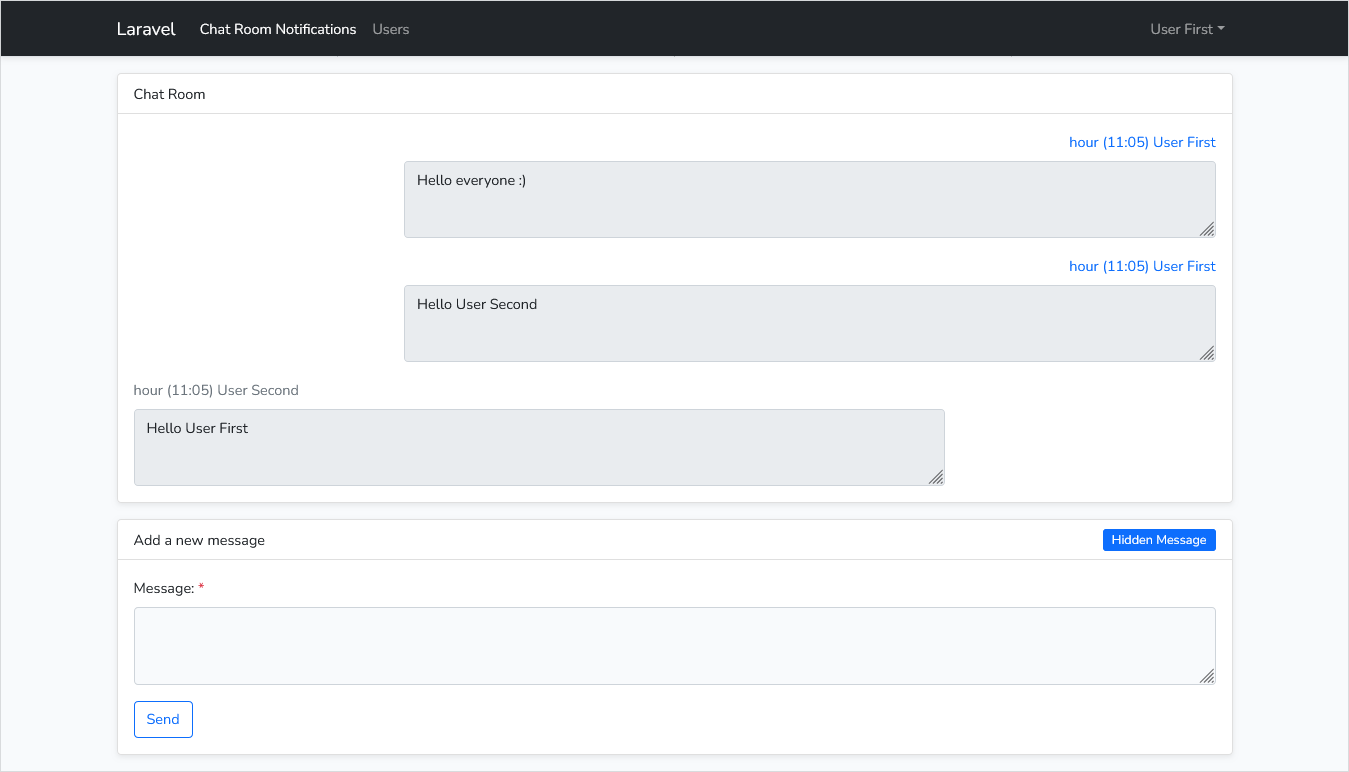 Laravel Chat Room Notifications Users User First
Chat Room
hour (11:05) User First
Hello everyone :)
hour (11:05) User First
Hello User Second
hour (11:05) User Second
Hello User First
Add a new message Hidden Message
Message: *
Send